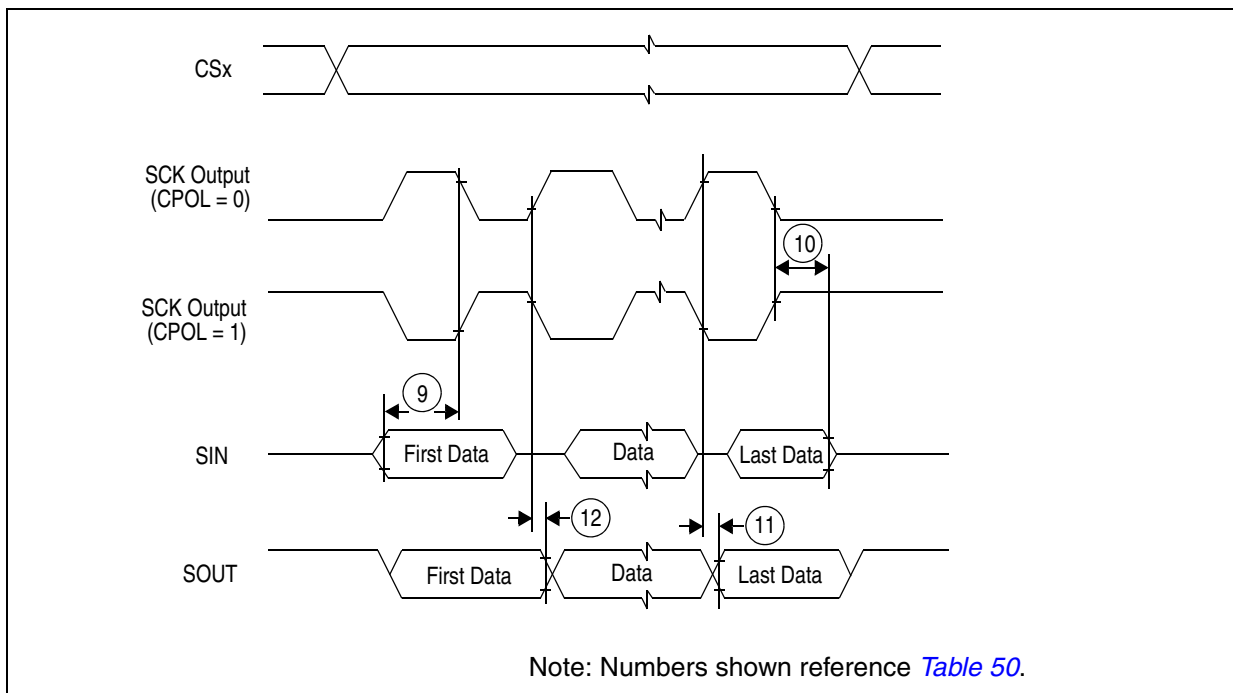 CSx
SCK Output
(CPOL = 0)
10
SCK Output
(CPOL = 1)
9
SIN
First Data
Data
Last Data
12
11
SOUT
First Data
Data
Last Data
Note: Numbers shown reference Table 50.